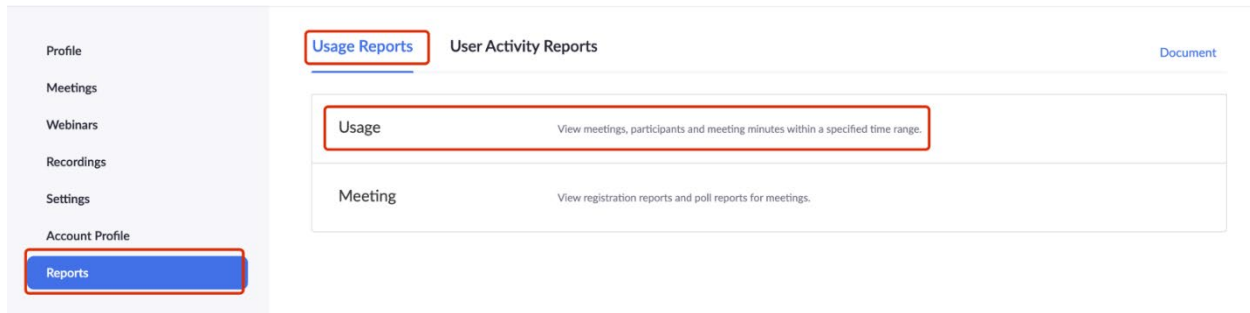 Profile
Meetings
Webinars
Recordings
Settings
Account Profile
Reports
Usage Reports
User Activity Reports
Document
Usage
View meetings, participants and meeting minutes within a specified time range.
Meeting
View registration reports and poll reports for meetings.